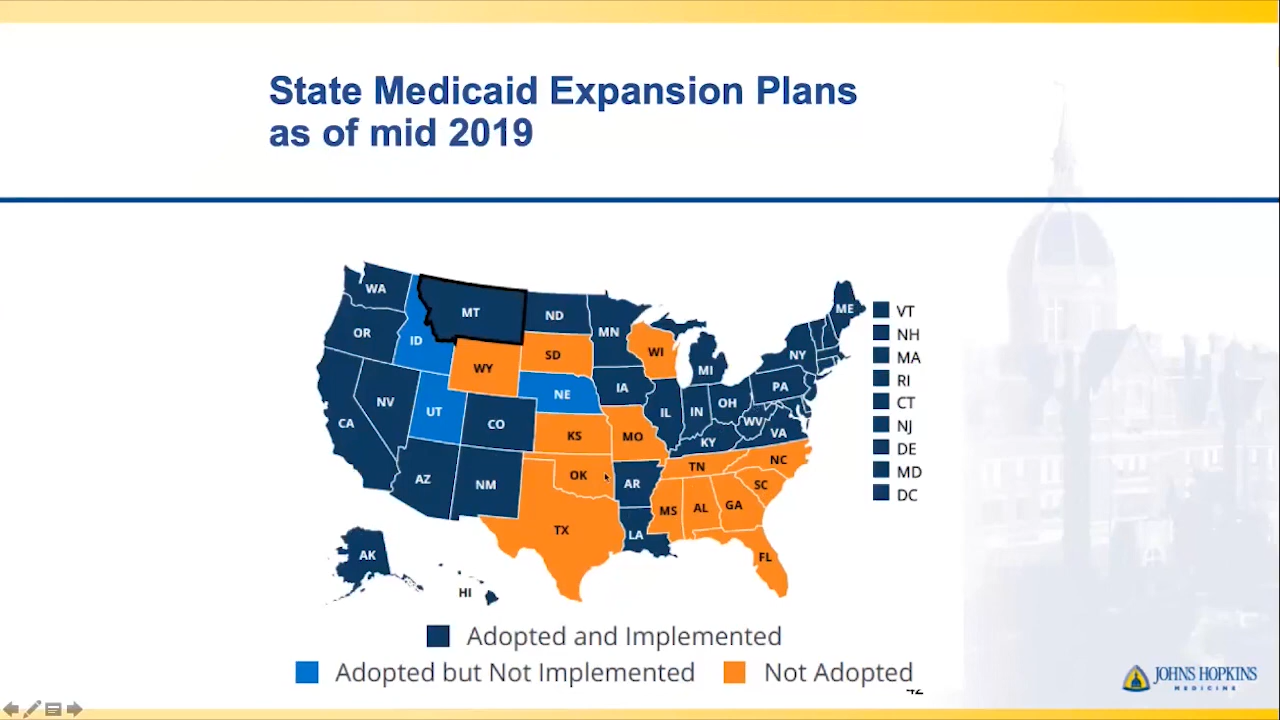 State Medicaid Expansion Plans
as of mid 2019
WA
MT
ND
MN
ME
VT
OR
ID
NH
WY
SD
WI
NY
MA
MI
RI
NV
UT
NE
IA
PA
CT
CA
CO
IL
IN
OH
NJ
KS
MO
KY
WV
VA
DE
AZ
NM
OK
AR
TN
NC
MD
SC
DC
TX
LA
MS
AL
GA
AK
FL
HI
Adopted and Implemented
Adopted but Not Implemented
Not Adopted
42
JOHNS HOPKINS
MEDICINE